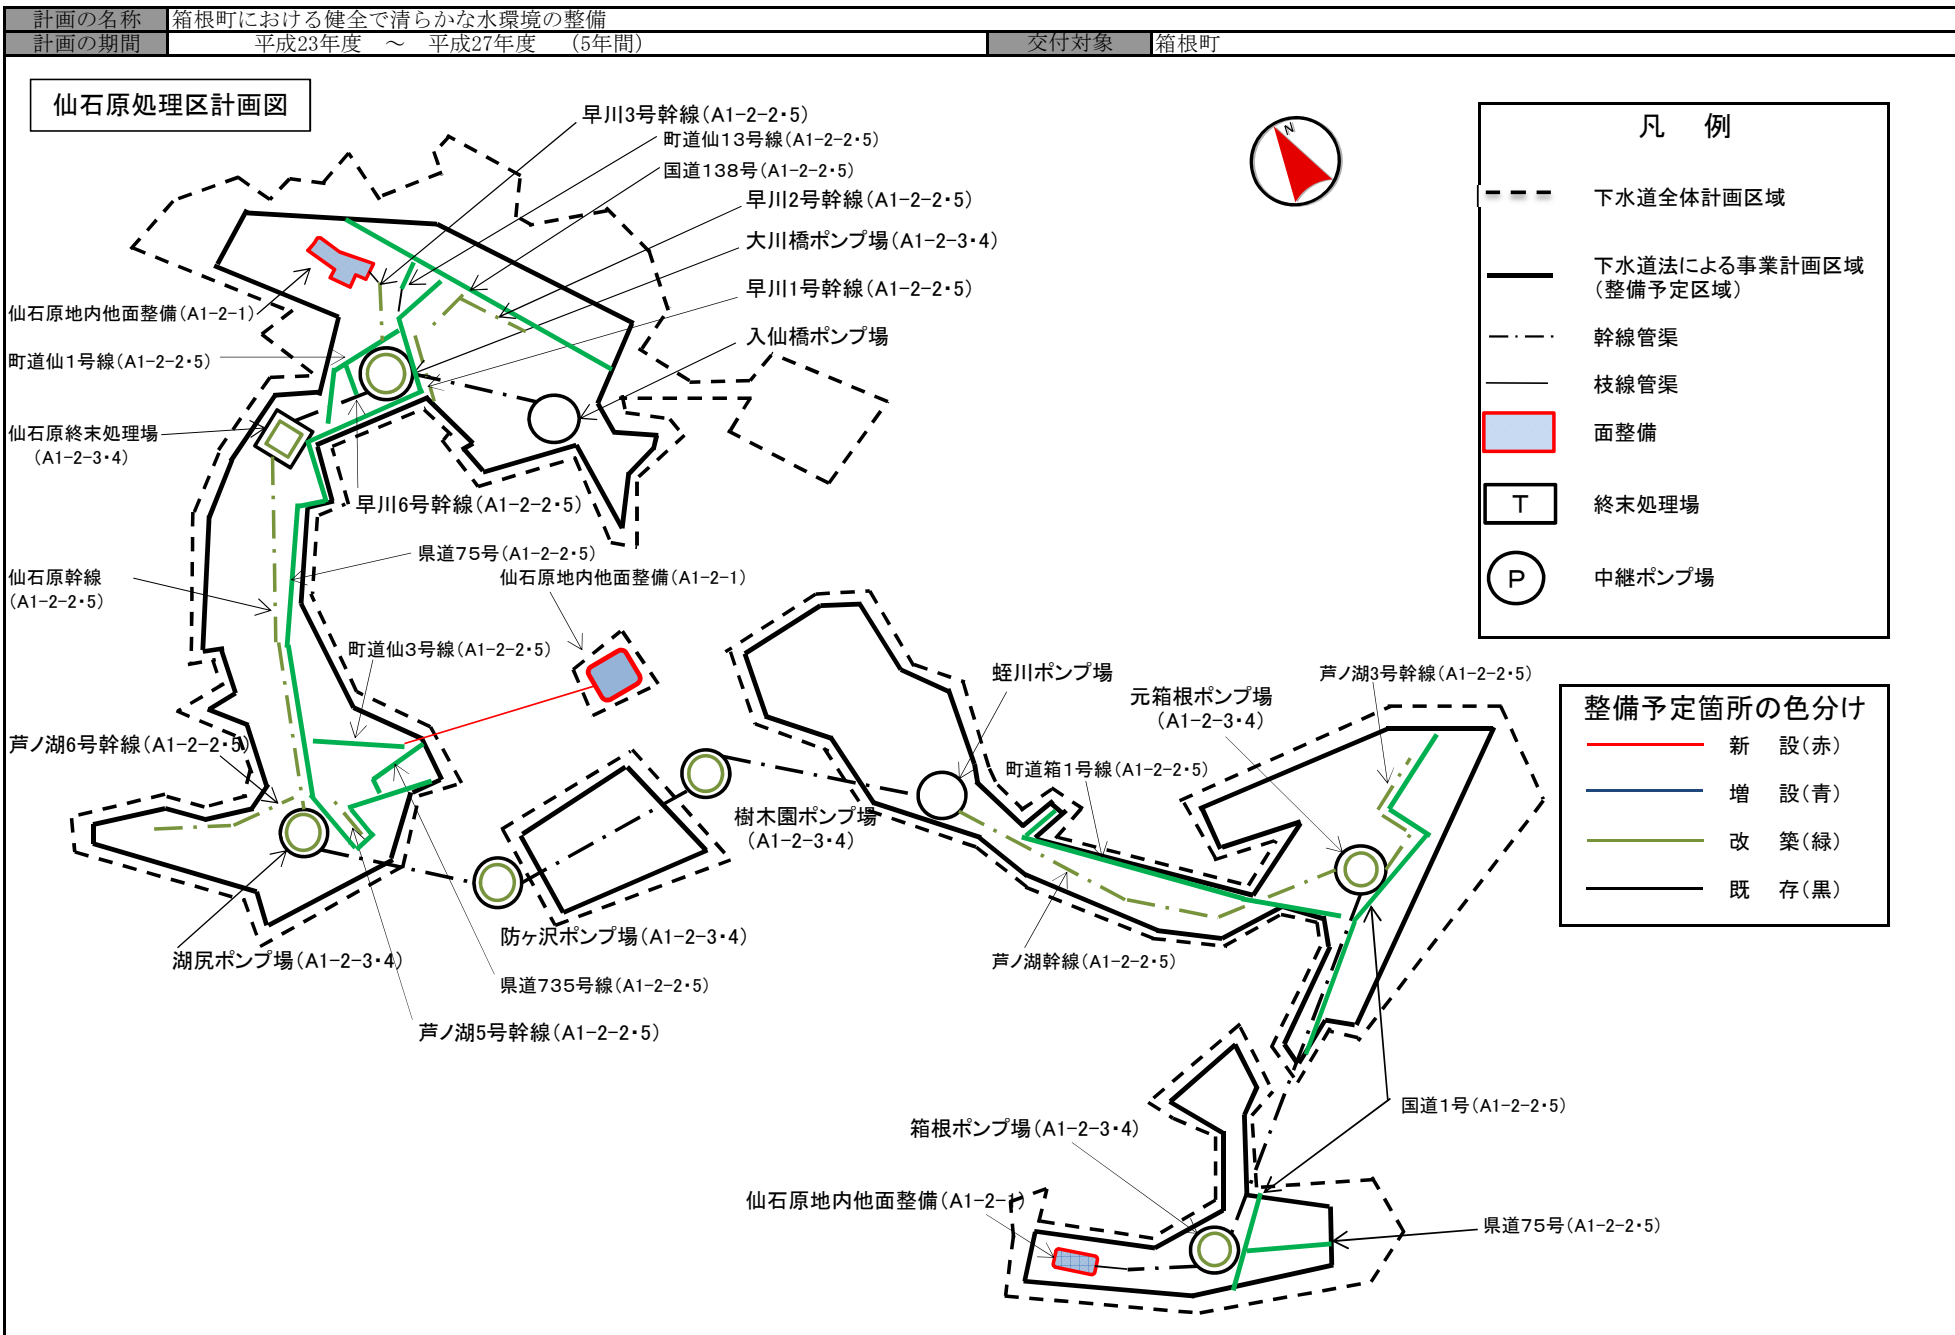 計画の名称 箱根町における健全で清らかな水環境の整備
計画の期間 平成23年度 ～ 平成27年度 （5年間） 交付対象 箱根町
仙石原処理区計画図
早川3号幹線(A1-2-2・5)
町道仙13号線(A1-2-2・5)
国道138号(A1-2-2・5)
早川2号幹線(A1-2-2・5)
大川橋ポンプ場(A1-2-3・4)
早川1号幹線(A1-2-2・5)
入仙橋ポンプ場
仙石原地内他面整備(A1-2-1)
町道仙1号線(A1-2-2・5)
仙石原終末処理場
(A1-2-3・4)
早川6号幹線(A1-2-2・5)
県道75号(A1-2-2・5)
仙石原地内他面整備(A1-2-1)
仙石原幹線
(A1-2-2・5)
町道仙3号線(A1-2-2・5)
芦ノ湖6号幹線(A1-2-2・5)
湖尻ポンプ場(A1-2-3・4)
防ヶ沢ポンプ場(A1-2-3・4)
県道735号線(A1-2-2・5)
芦ノ湖5号幹線(A1-2-2・5)
樹木園ポンプ場
(A1-2-3・4)
蛭川ポンプ場
元箱根ポンプ場
(A1-2-3・4)
芦ノ湖3号幹線(A1-2-2・5)
町道箱1号線(A1-2-2・5)
芦ノ湖幹線(A1-2-2・5)
国道1号(A1-2-2・5)
箱根ポンプ場(A1-2-3・4)
仙石原地内他面整備(A1-2-1)
県道75号(A1-2-2・5)
N
凡 例
下水道全体計画区域
下水道法による事業計画区域
(整備予定区域)
幹線管渠
枝線管渠
面整備
T 終末処理場
P 中継ポンプ場
整備予定箇所の色分け
新 設(赤)
増 設(青)
改 築(緑)
既 存(黒)